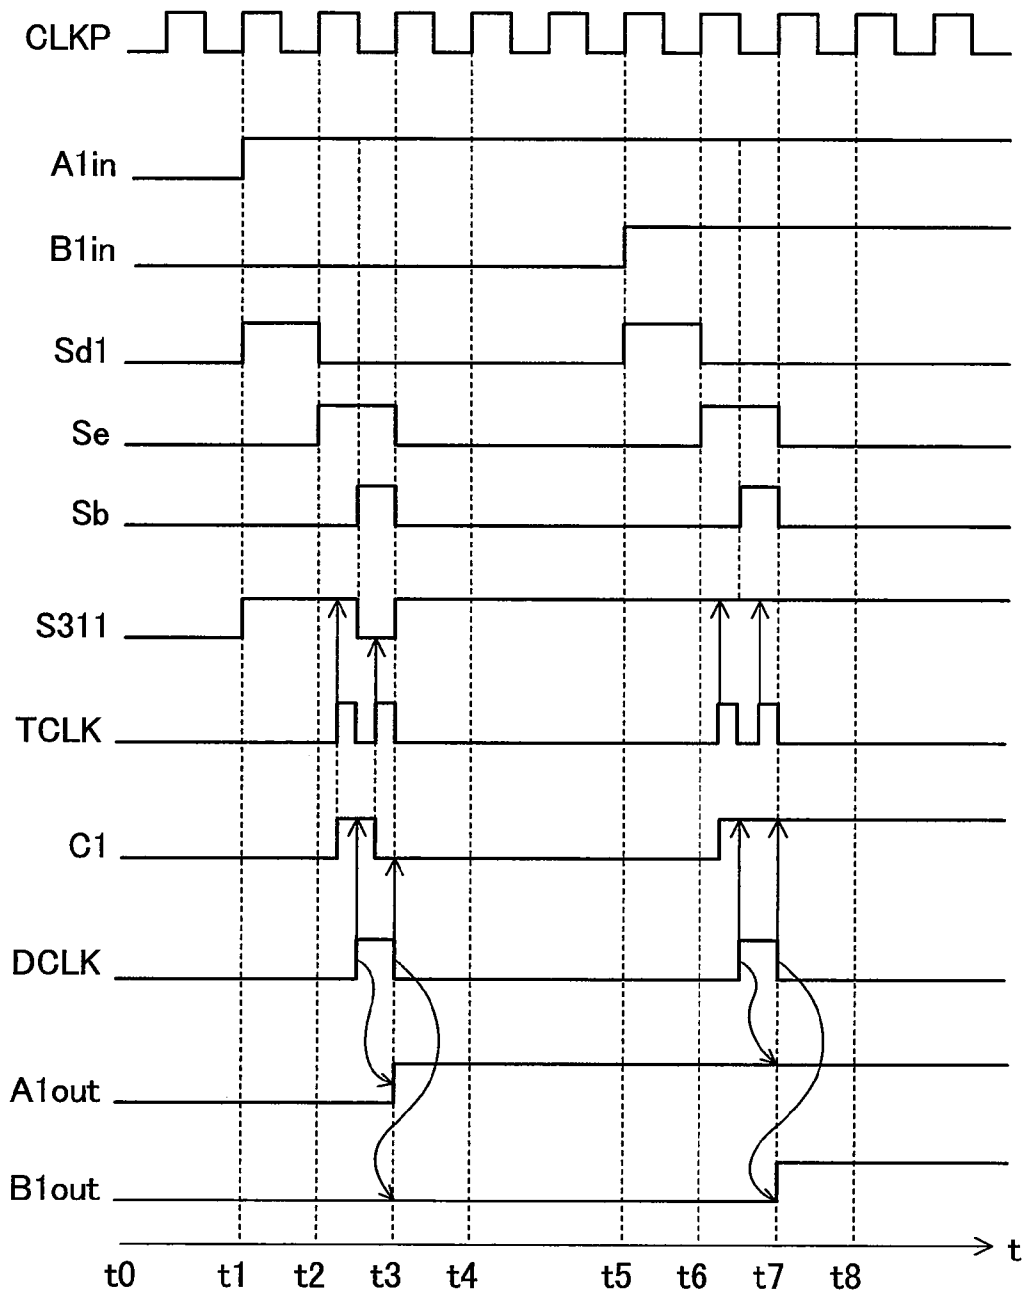 CLKP
A1in
B1in
Sd1
Se
Sb
S311
TCLK
C1
DCLK
A1out
B1out
t
t0 t1 t2 t3 t4 t5 t6 t7 t8